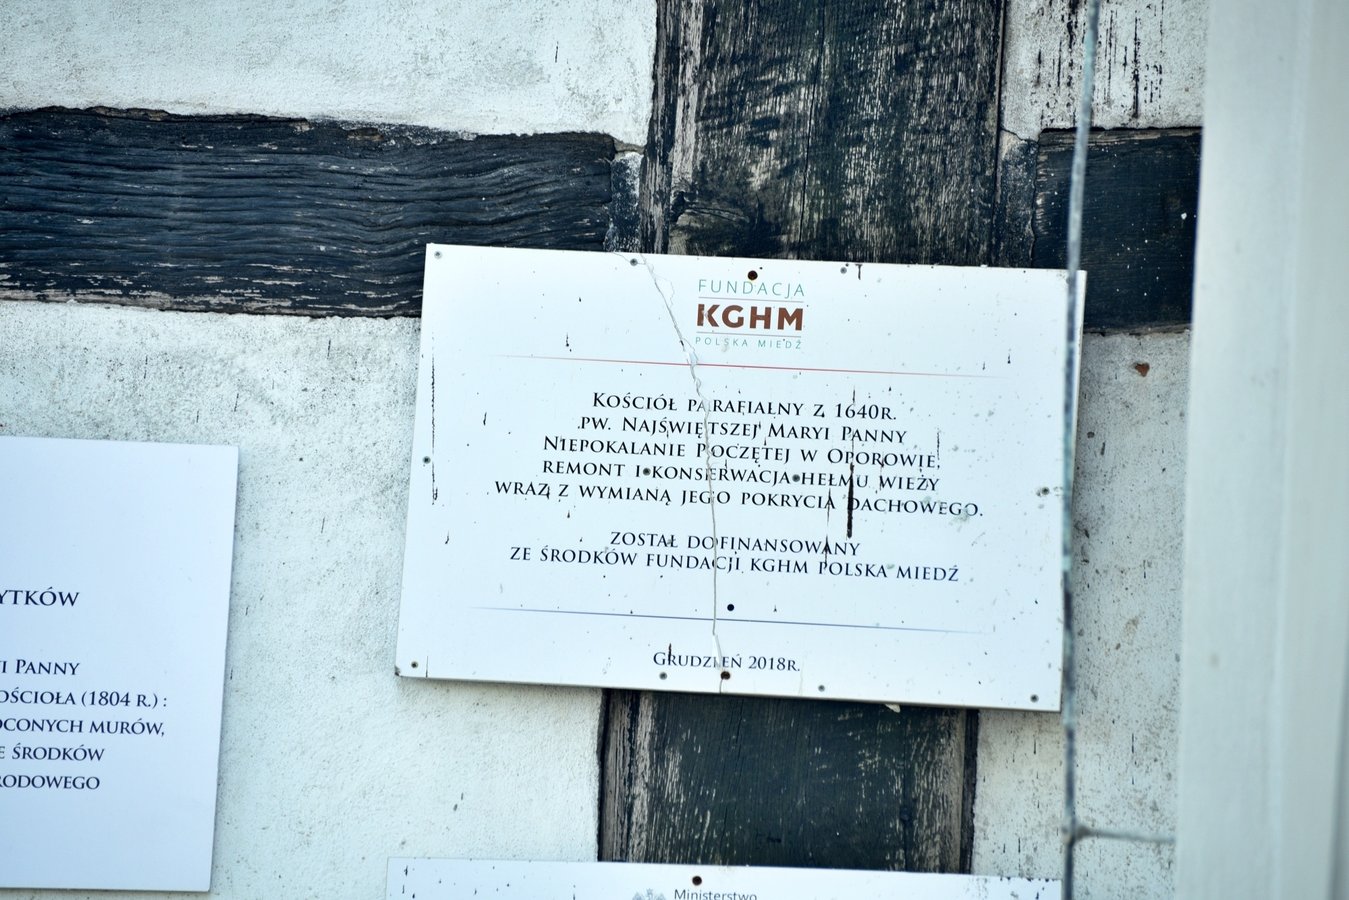 FUNDACJA
KGHM
POLSKA MIEDŹ
KOŚCIÓŁ PARAFIALNY Z 1640R.
PW. NAJŚWIĘTSZEJ MARYI PANNY
NIEPOKALANIE POCZĘTEJ W OPOROWIE,
REMONT I KONSERWACJA HEŁMU WIEŻY
WRAZ Z WYMIANĄ JEGO POKRYCIA DACHOWEGO.
ZOSTAŁ DOFINANSOWANY
ZE ŚRODKÓW FUNDACJI KGHM POLSKA MIEDŹ
GRUDZIEŃ 2018R.
YTKÓW
I PANNY
OŚCIOŁA (1804 R.) :
OCONYCH MURÓW,
E ŚRODKÓW
RODOWEGO
Ministerstwo